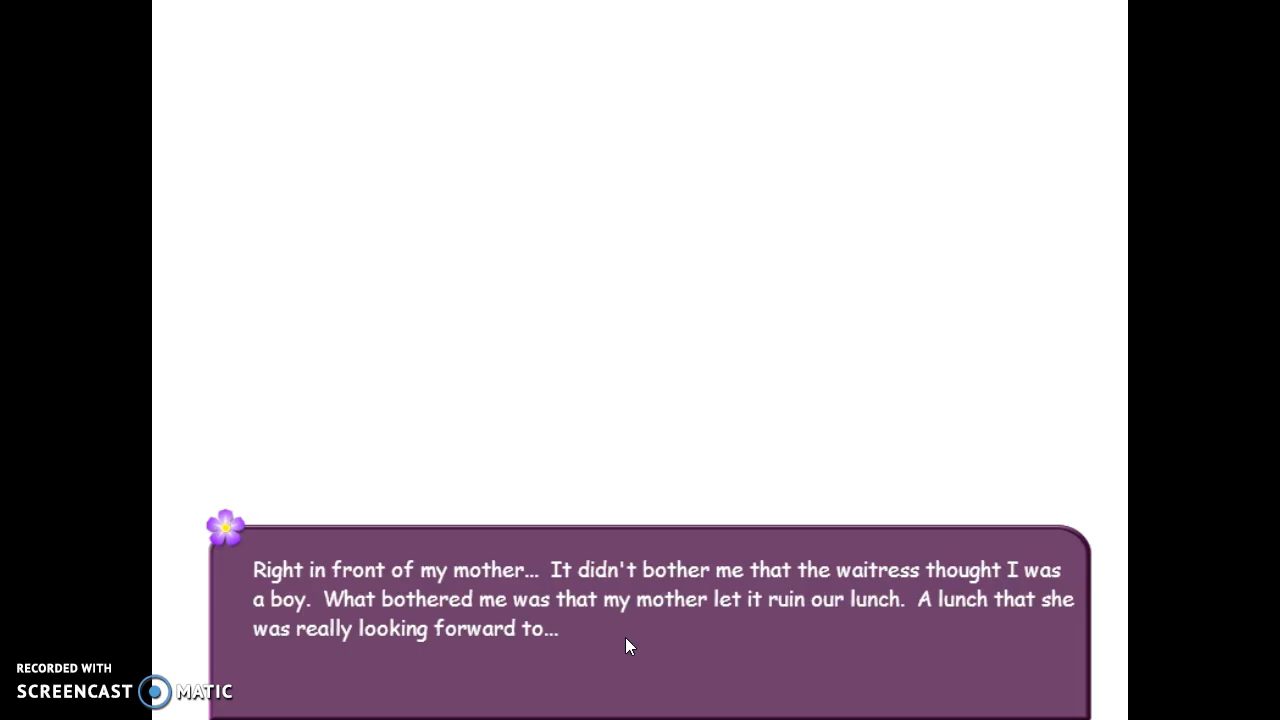 Right in front of my mother...  It didn't bother me that the waitress thought I was
a boy.  What bothered me was that my mother let it ruin our lunch.  A lunch that she
was really looking forward to...
RECORDED WITH
SCREENCAST MATIC